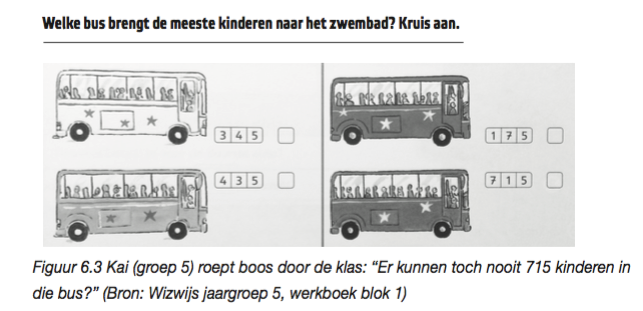 Welke bus brengt de meeste kinderen naar het zwembad? Kruis aan.
3 4 5
1 7 5
4 3 5
7 1 5
Figuur 6.3 Kai (groep 5) roept boos door de klas: “Er kunnen toch nooit 715 kinderen in
die bus?” (Bron: Wizwijs jaargroep 5, werkboek blok 1)